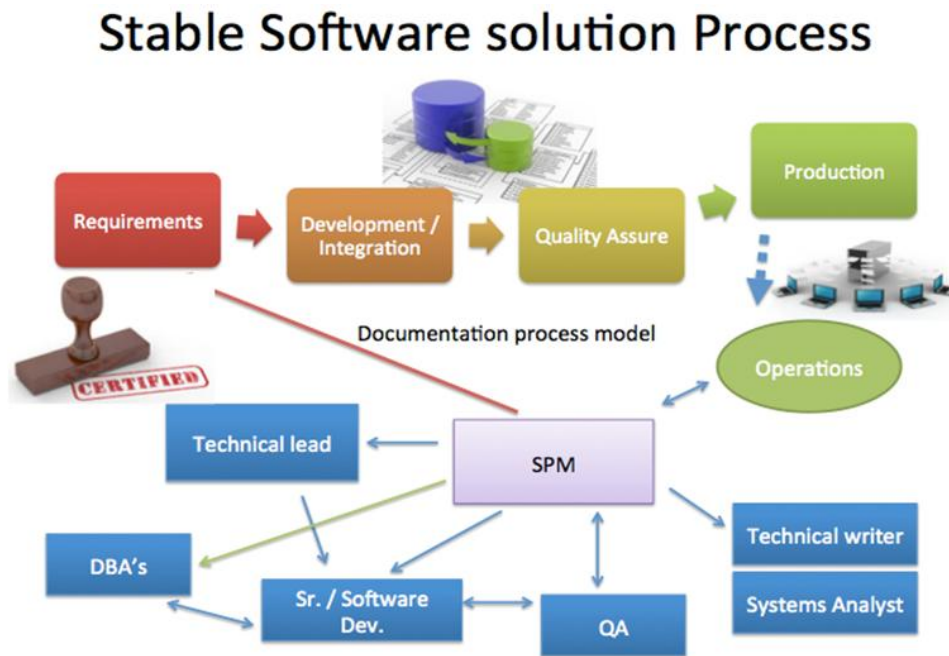 Stable Software solution Process
Production
Requirements
Development /
Integration
Quality Assure
Documentation process model
CERTIFIED
Operations
Technical lead
SPM
Technical writer
DBA's
Sr. / Software
Dev.
QA
Systems Analyst